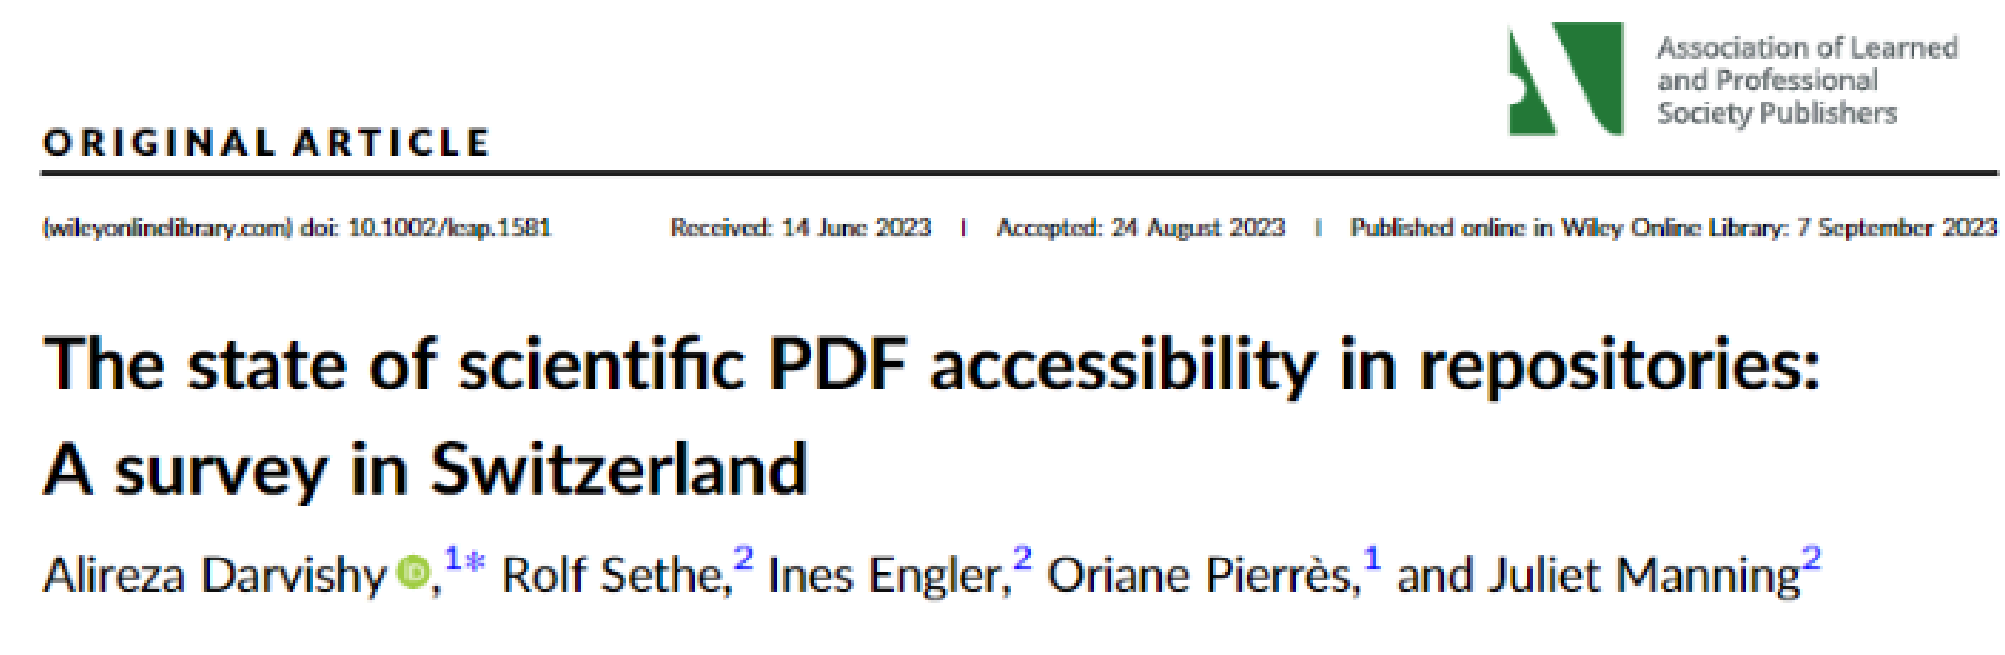 Association of Learned
and Professional
Society Publishers
ORIGINAL ARTICLE
(wileyonlinelibrary.com) doi: 10.1002/leap.1581 Received: 14 June 2023 | Accepted: 24 August 2023 | Published online in Wiley Online Library: 7 September 2023
The state of scientific PDF accessibility in repositories:
A survey in Switzerland
Alireza Darvishy iD,1* Rolf Sethe,2 Ines Engler,2 Oriane Pierrès,1 and Juliet Manning2